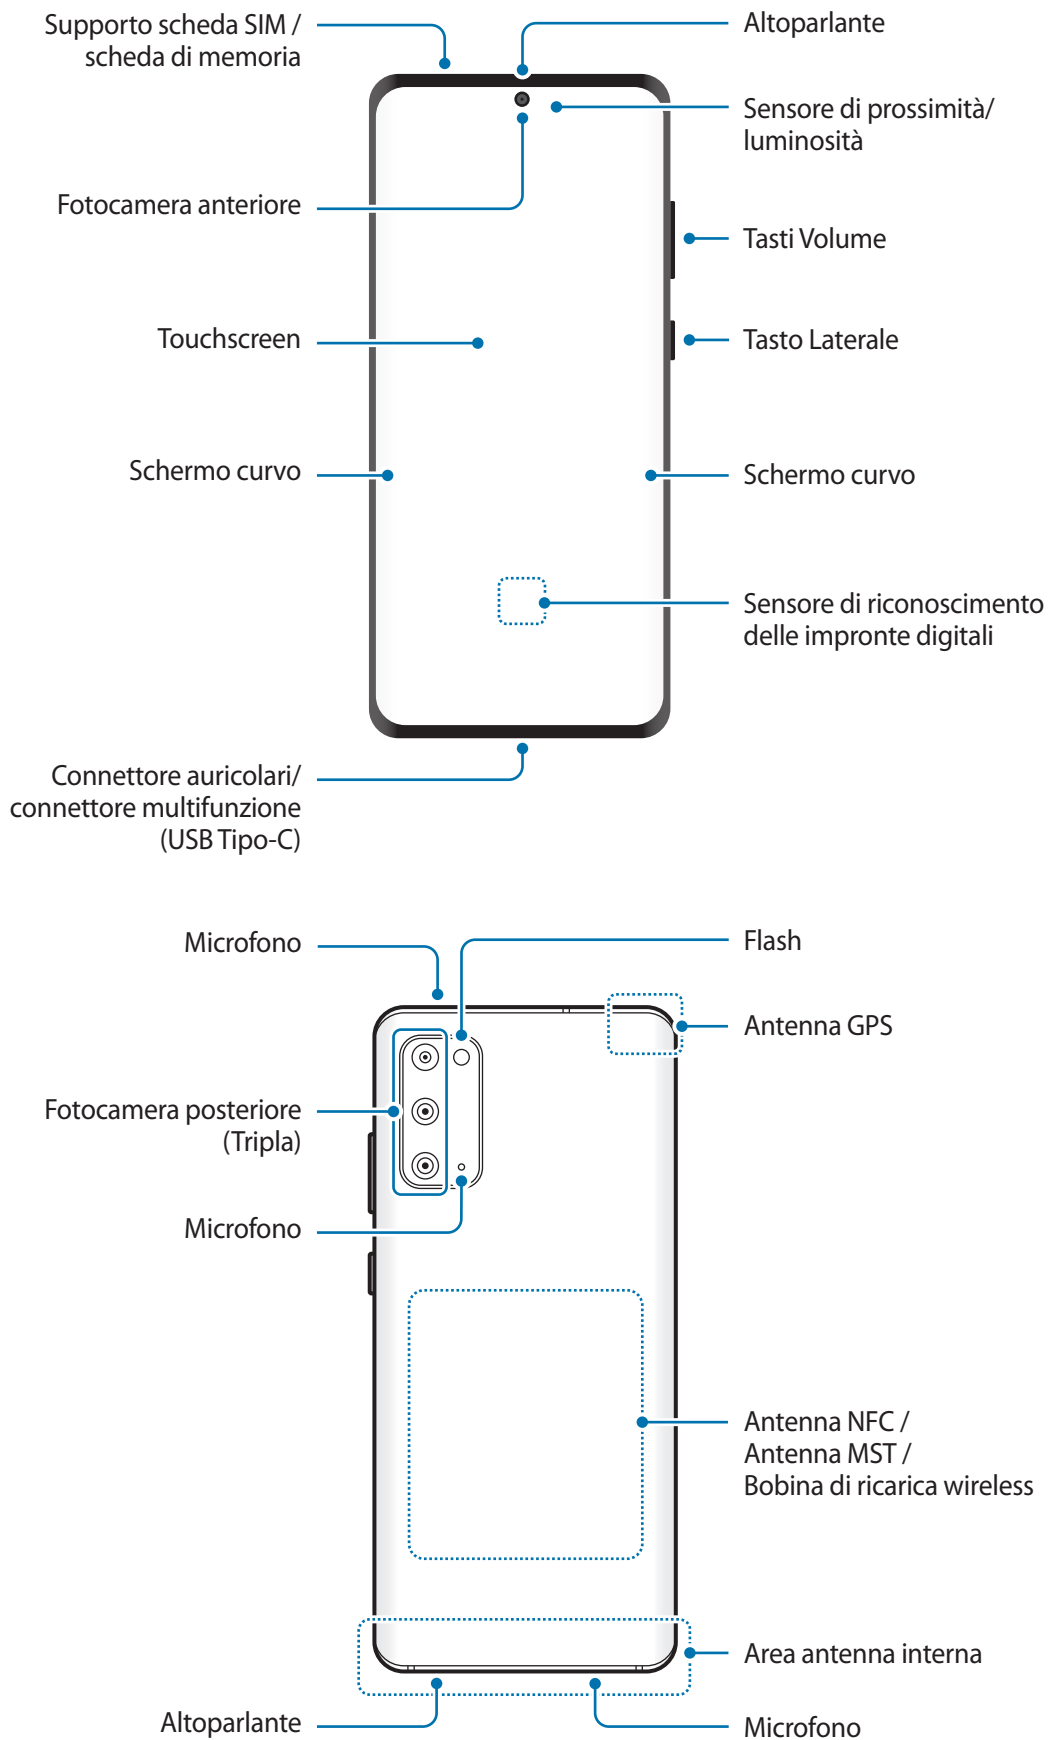 Supporto scheda SIM /
scheda di memoria
Altoparlante
Sensore di prossimità/
luminosità
Fotocamera anteriore
Tasti Volume
Touchscreen
Tasto Laterale
Schermo curvo
Schermo curvo
Sensore di riconoscimento
delle impronte digitali
Connettore auricolari/
connettore multifunzione
(USB Tipo-C)
Microfono
Flash
Antenna GPS
Fotocamera posteriore
(Tripla)
Microfono
Antenna NFC /
Antenna MST /
Bobina di ricarica wireless
Area antenna interna
Altoparlante
Microfono